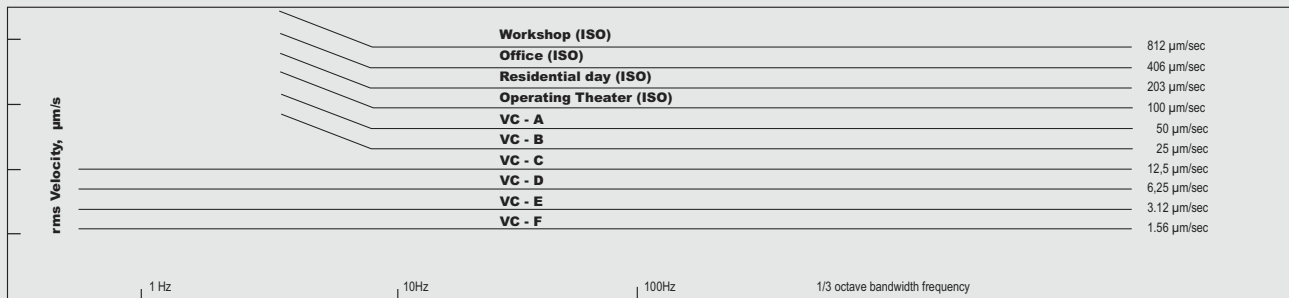 Workshop (ISO)
812 µm/sec
Office (ISO)
406 µm/sec
Residential day (ISO)
203 µm/sec
Operating Theater (ISO)
100 µm/sec
VC - A
50 µm/sec
VC - B
25 µm/sec
VC - C
12,5 µm/sec
VC - D
6,25 µm/sec
VC - E
3.12 µm/sec
VC - F
1.56 µm/sec
rms Velocity, µm/s
1 Hz
10Hz
100Hz
1/3 octave bandwidth frequency